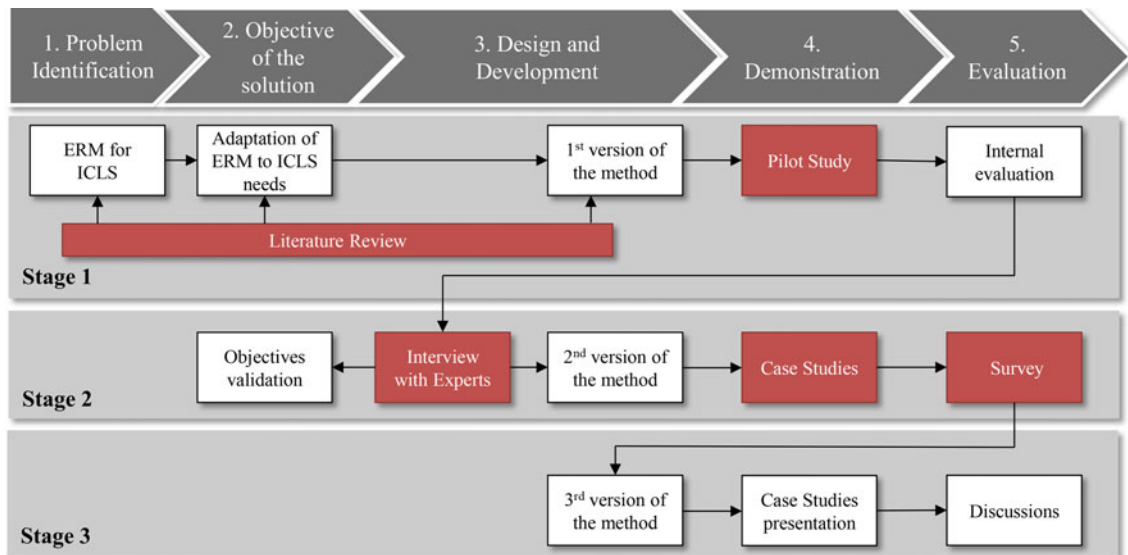 1. Problem
Identification
2. Objective
of the
solution
3. Design and
Development
4.
Demonstration
5.
Evaluation
ERM for
ICLS
Adaptation of
ERM to ICLS
needs
1st version of
the method
Pilot Study
Internal
evaluation
Literature Review
Stage 1
Objectives
validation
Interview
with Experts
2nd version of
the method
Case Studies
Survey
Stage 2
3rd version of
the method
Case Studies
presentation
Discussions
Stage 3